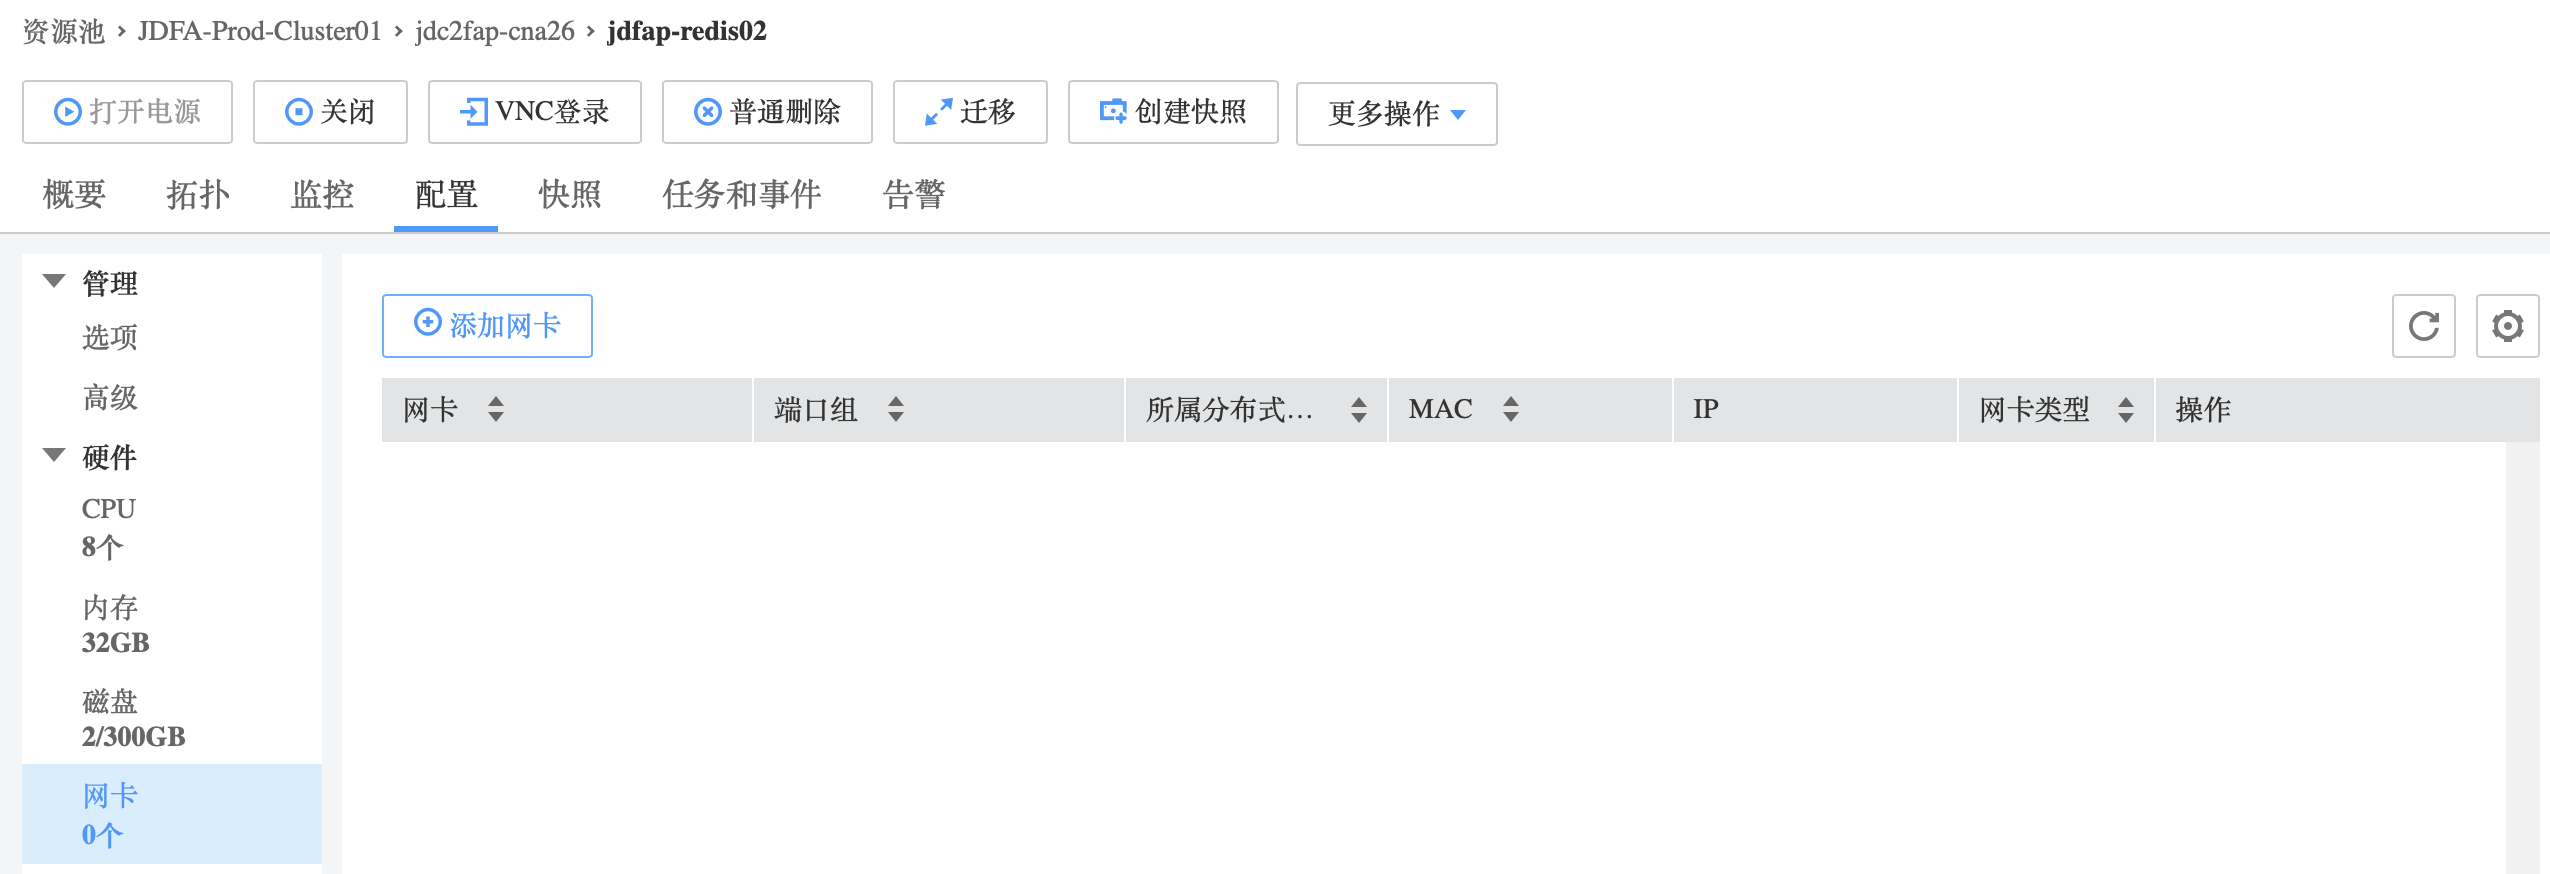 资源池 › JDFA-Prod-Cluster01 › jdc2fap-cna26 › jdfap-redis02
打开电源 关闭 VNC登录 普通删除 迁移 创建快照 更多操作
概要 拓扑 监控 配置 快照 任务和事件 告警
管理
选项
高级
硬件
CPU
8个
内存
32GB
磁盘
2/300GB
网卡
0个
添加网卡
网卡 端口组 所属分布式... MAC IP 网卡类型 操作